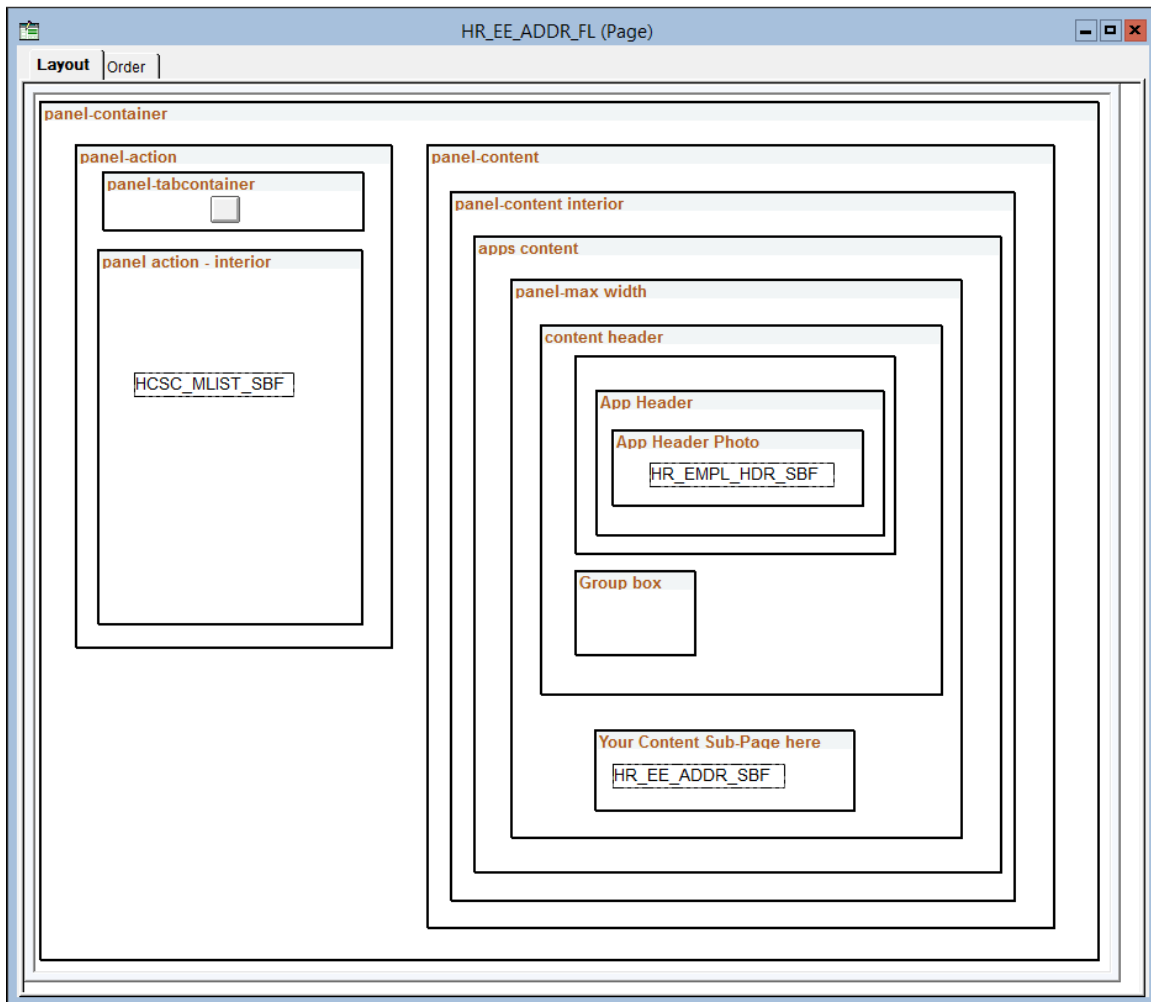 HR_EE_ADDR_FL (Page)
Layout
Order
panel-container
panel-action
panel-tabcontainer
panel action - interior
HCSC_MLIST_SBF
panel-content
panel-content interior
apps content
panel-max width
content header
App Header
App Header Photo
HR_EMPL_HDR_SBF
Group box
Your Content Sub-Page here
HR_EE_ADDR_SBF